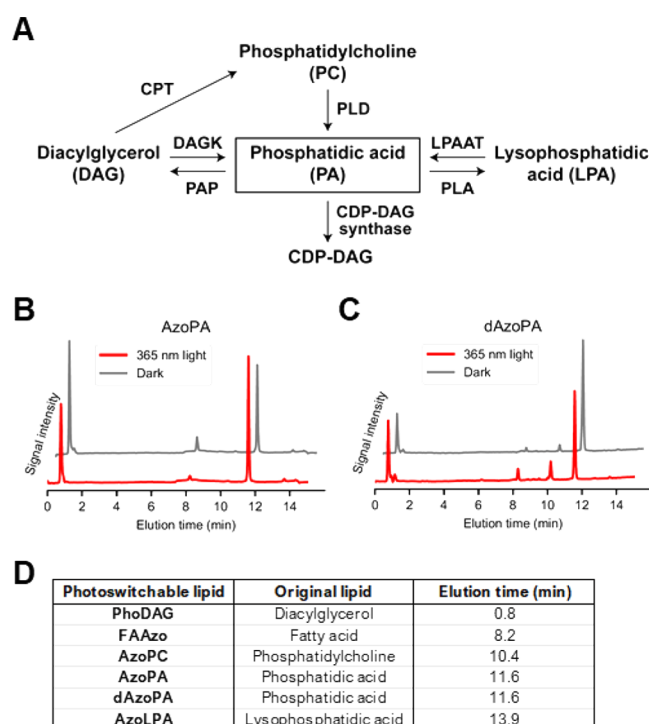 A
Phosphatidylcholine
(PC)
CPT
PLD
Diacylglycerol
(DAG)
DAGK
PAP
Phosphatidic acid
(PA)
LPAAT
PLA
Lysophosphatidic
acid (LPA)
CDP-DAG
synthase
CDP-DAG
B
AzoPA
365 nm light
Dark
Signal intensity
0 2 4 6 8 10 12 14
Elution time (min)
C
dAzoPA
365 nm light
Dark
Signal intensity
0 2 4 6 8 10 12 14
Elution time (min)
D
Photoswitchable lipid Original lipid Elution time (min)
PhoDAG Diacylglycerol 0.8
FAAzo Fatty acid 8.2
AzoPC Phosphatidylcholine 10.4
AzoPA Phosphatidic acid 11.6
dAzoPA Phosphatidic acid 11.6
AzoLPA Lysophosphatidic acid 13.9